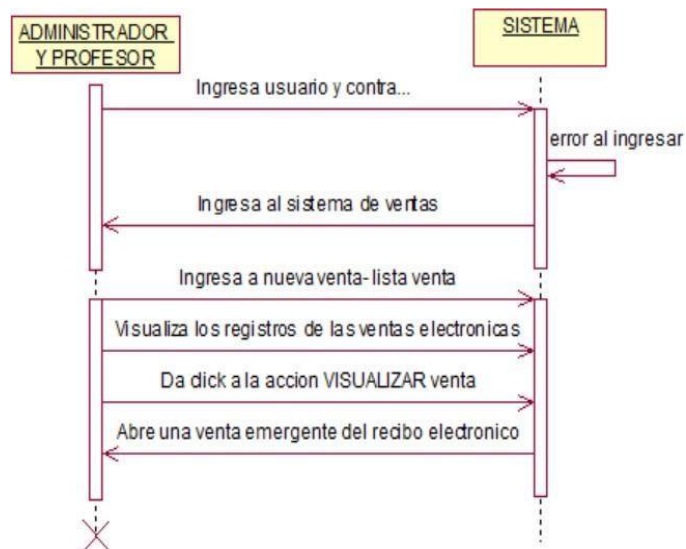 ADMINISTRADOR
Y PROFESOR
SISTEMA
Ingresa usuario y contra...
error al ingresar
Ingresa al sistema de ventas
Ingresa a nueva venta- lista venta
Visualiza los registros de las ventas electronicas
Da click a la accion VISUALIZAR venta
Abre una venta emergente del recibo electronico